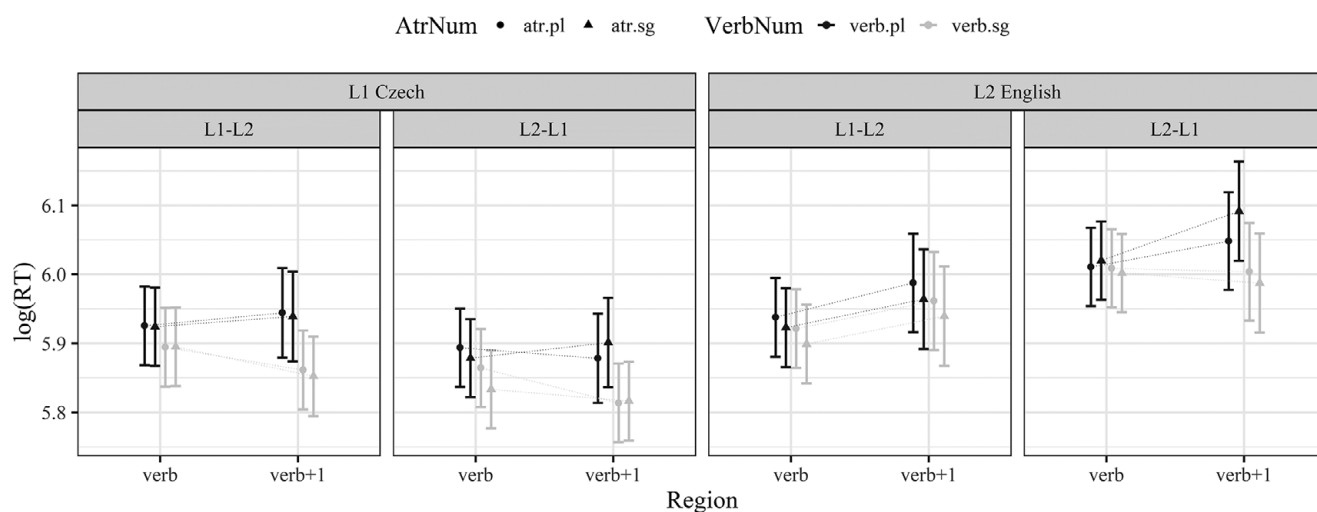 AtrNum atr.pl atr.sg VerbNum verb.pl verb.sg
L1 Czech L2 English
L1-L2 L2-L1 L1-L2 L2-L1
log(RT)
6.1
6.0
5.9
5.8
verb verb+1 verb verb+1 verb verb+1 verb verb+1
Region